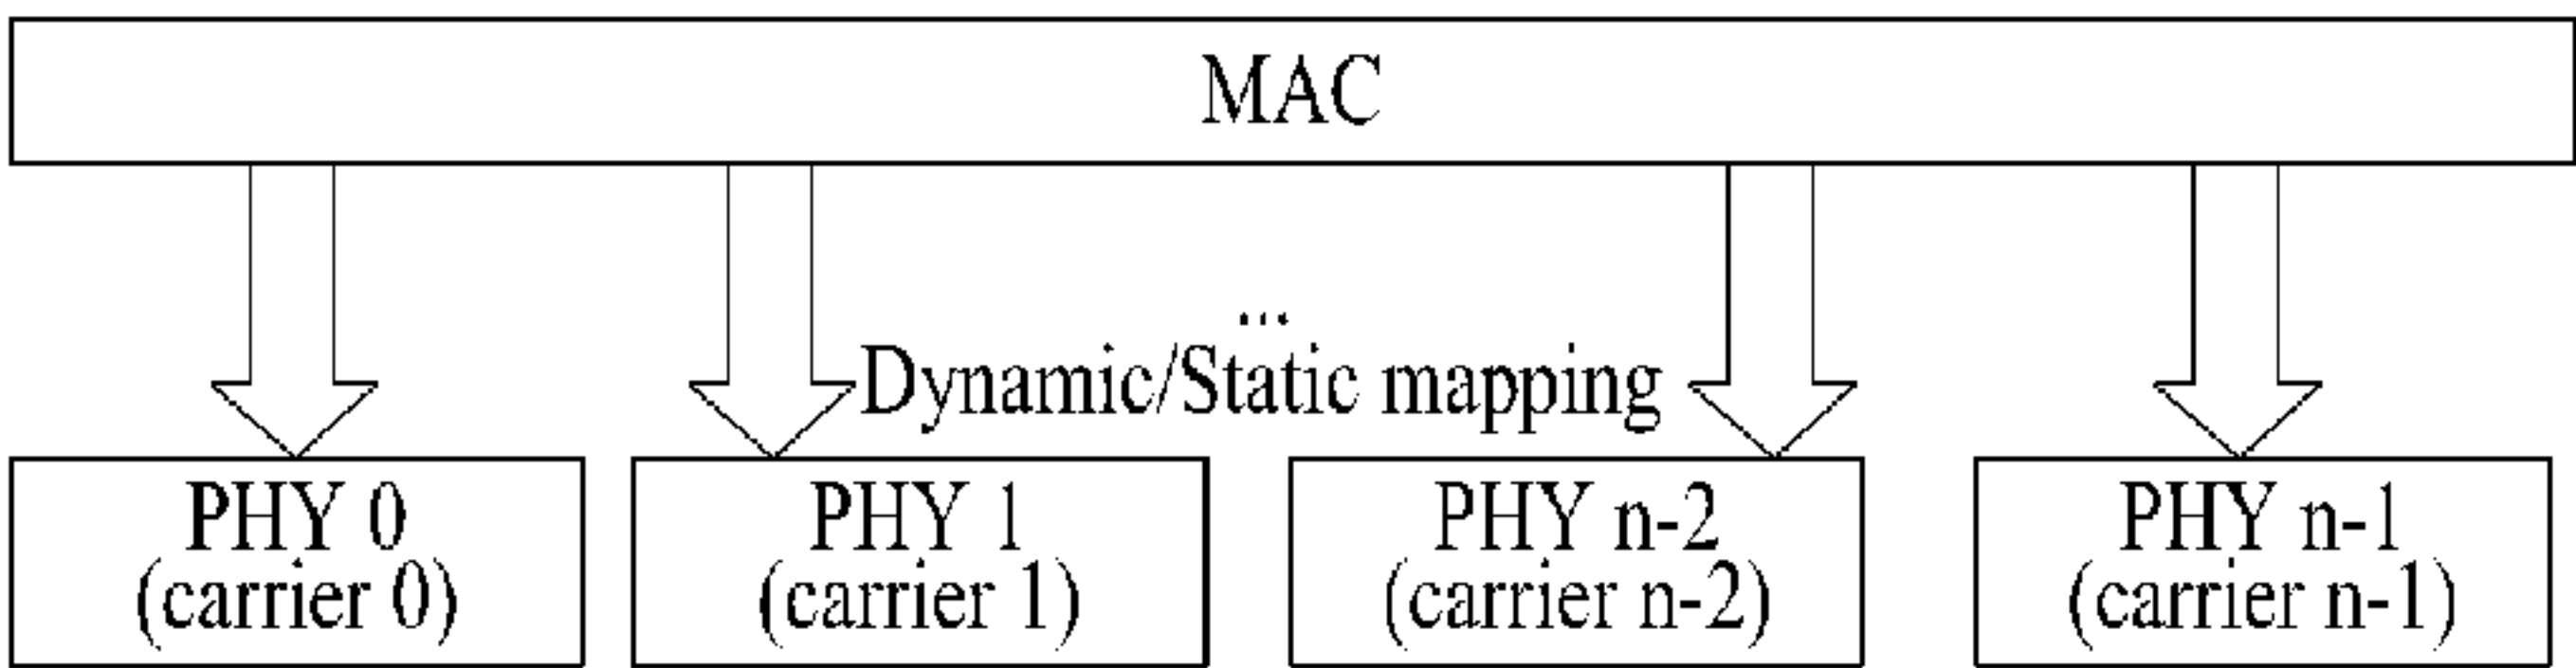 MAC
...
Dynamic/Static mapping
PHY 0
(carrier 0)
PHY 1
(carrier 1)
PHY n-2
(carrier n-2)
PHY n-1
(carrier n-1)